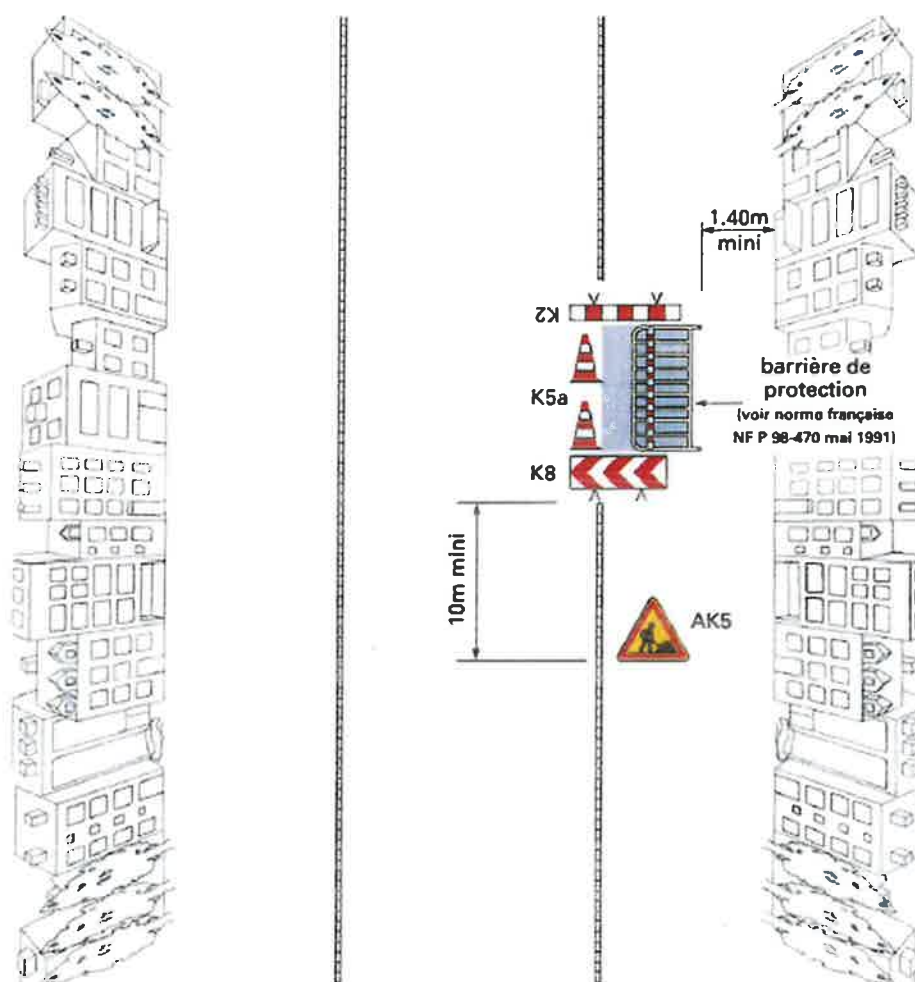 1.40m
mini
K2
K5a
barrière de
protection
(voir norme française
NF P 98-470 mai 1991)
K8
10m mini
AK5